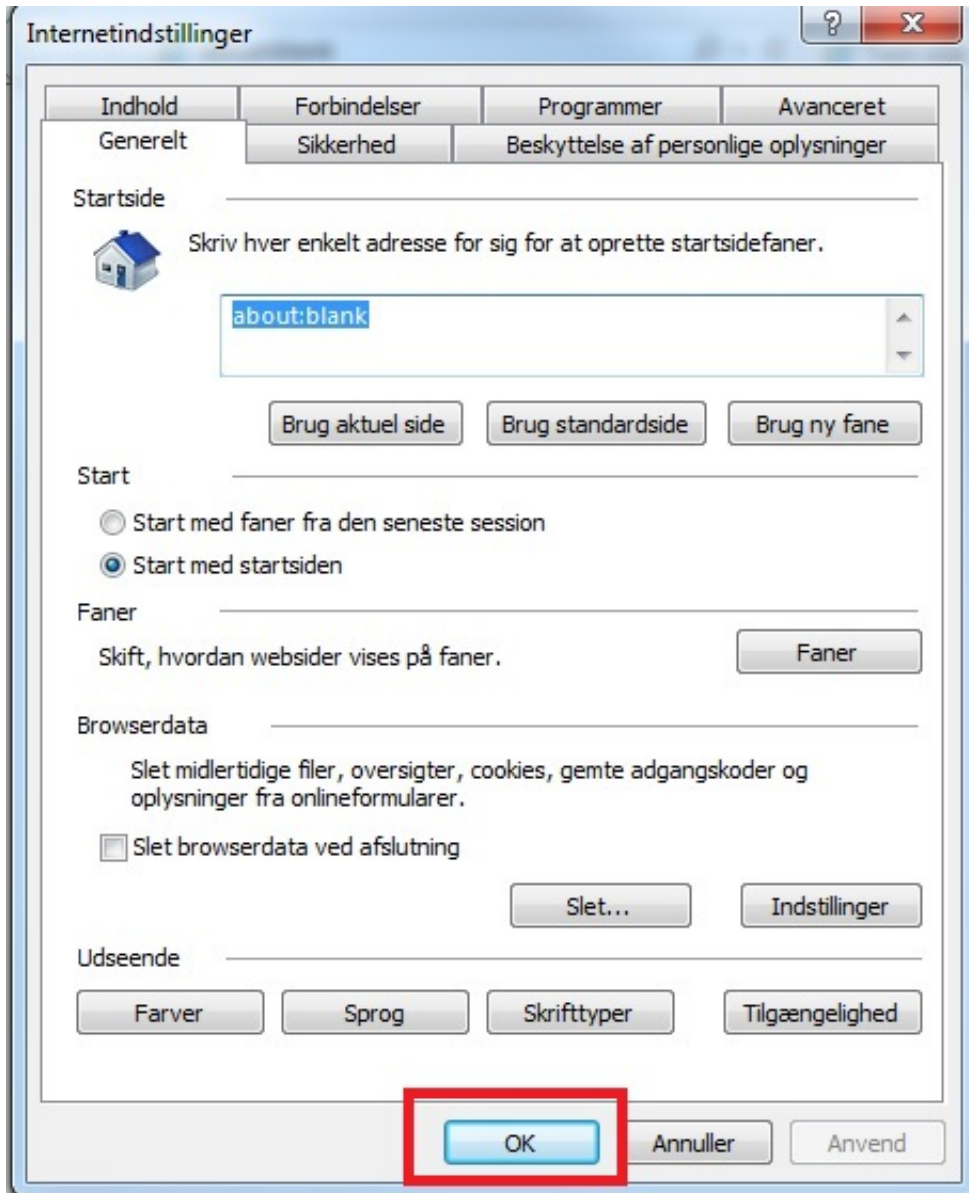 Internetindstillinger
?
X
Indhold Forbindelser Programmer Avanceret
Generelt Sikkerhed Beskyttelse af personlige oplysninger
Startside
Skriv hver enkelt adresse for sig for at oprette startsidefaner.
about:blank
Brug aktuel side Brug standardside Brug ny fane
Start
Start med faner fra den seneste session
Start med startsiden
Faner
Skift, hvordan websider vises på faner. Faner
Browserdata
Slet midlertidige filer, oversigter, cookies, gemte adgangskoder og
oplysninger fra onlineformularer.
Slet browserdata ved afslutning
Slet... Indstillinger
Udseende
Farver Sprog Skrifttyper Tilgængelighed
OK Annuller Anvend